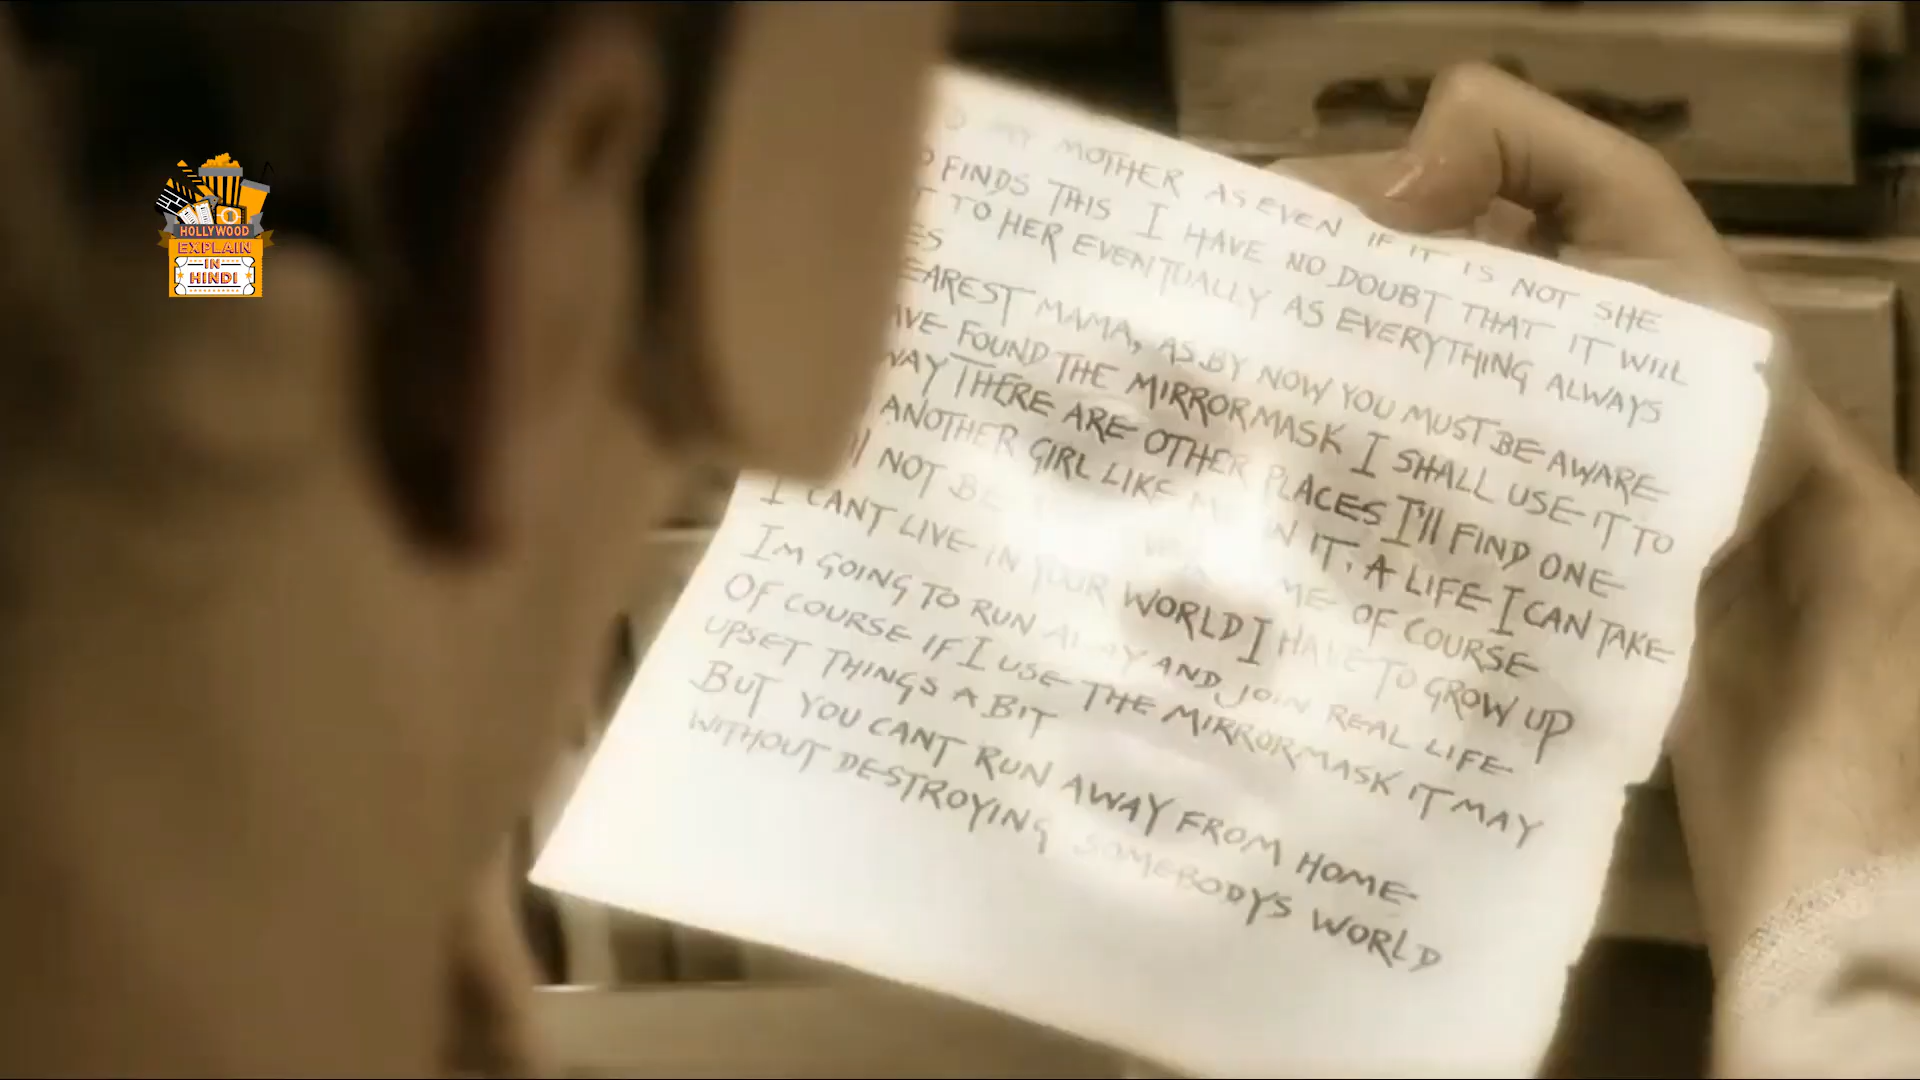 HOLLYWOOD
EXPLAIN
IN
HINDI
MY MOTHER AS EVEN IF IT IS NOT SHE
FINDS THIS I HAVE NO DOUBT THAT IT WILL
TO HER EVENTUALLY AS EVERYTHING ALWAYS
ES
EAREST MAMA, AS BY NOW YOU MUST BE AWARE
AVE FOUND THE MIRRORMASK I SHALL USE IT TO
WAY THERE ARE OTHER PLACES I'll FIND ONE
ANOTHER GIRL LIKE IN IT. A LIFE I CAN TAKE
NOT BE ME OF COURSE
I CANT LIVE IN YOUR WORLD I HAVE TO GROW UP
I'm GOING TO RUN AWAY AND JOIN REAL LIFE
OF COURSE IF I USE THE MIRRORMASK IT MAY
UPSET THINGS A BIT
BUT YOU CANT RUN AWAY FROM HOME
WITHOUT DESTROYING SOMEBODYS WORLD